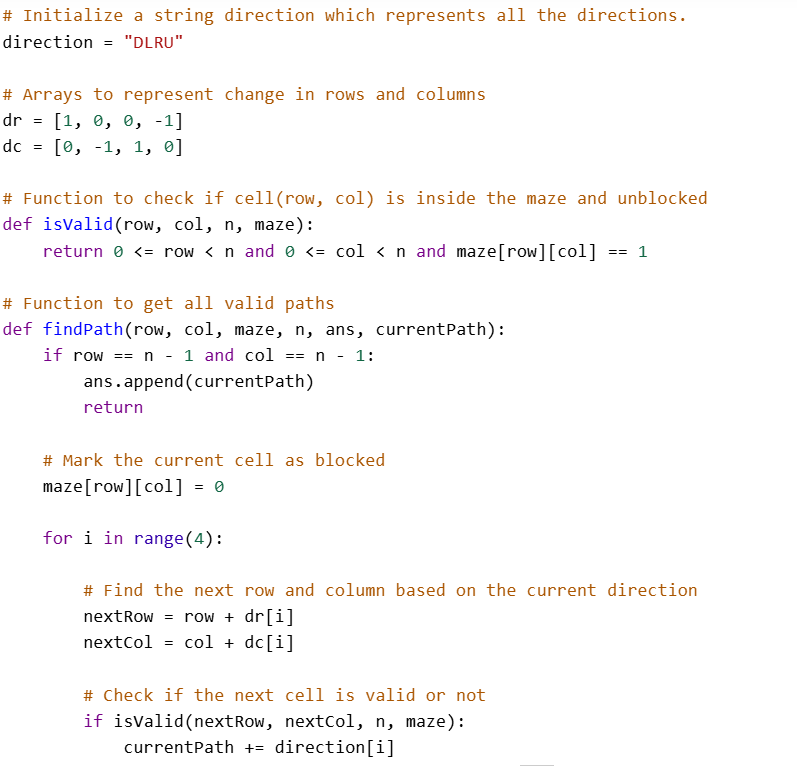 # Initialize a string direction which represents all the directions.
direction = "DLRU"
# Arrays to represent change in rows and columns
dr = [1, 0, 0, -1]
dc = [0, -1, 1, 0]
# Function to check if cell(row, col) is inside the maze and unblocked
def isValid(row, col, n, maze):
    return 0 <= row < n and 0 <= col < n and maze[row][col] == 1
# Function to get all valid paths
def findPath(row, col, maze, n, ans, currentPath):
    if row == n - 1 and col == n - 1:
        ans.append(currentPath)
        return
    # Mark the current cell as blocked
    maze[row][col] = 0
    for i in range(4):
        # Find the next row and column based on the current direction
        nextRow = row + dr[i]
        nextCol = col + dc[i]
        # Check if the next cell is valid or not
        if isValid(nextRow, nextCol, n, maze):
            currentPath += direction[i]